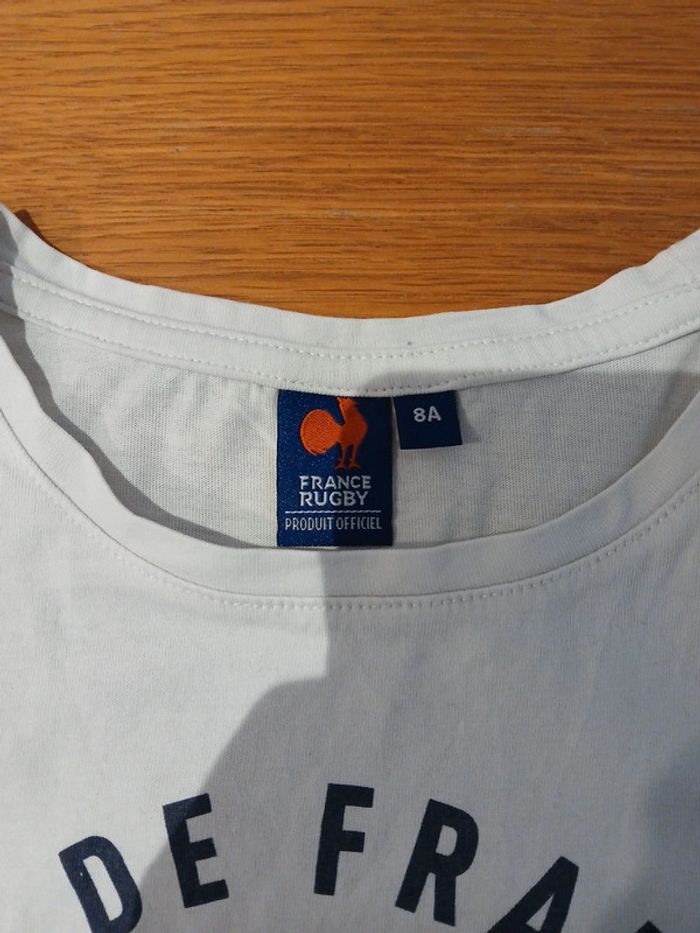 FRANCE
RUGBY
PRODUIT OFFICIEL
8A
DE FRA